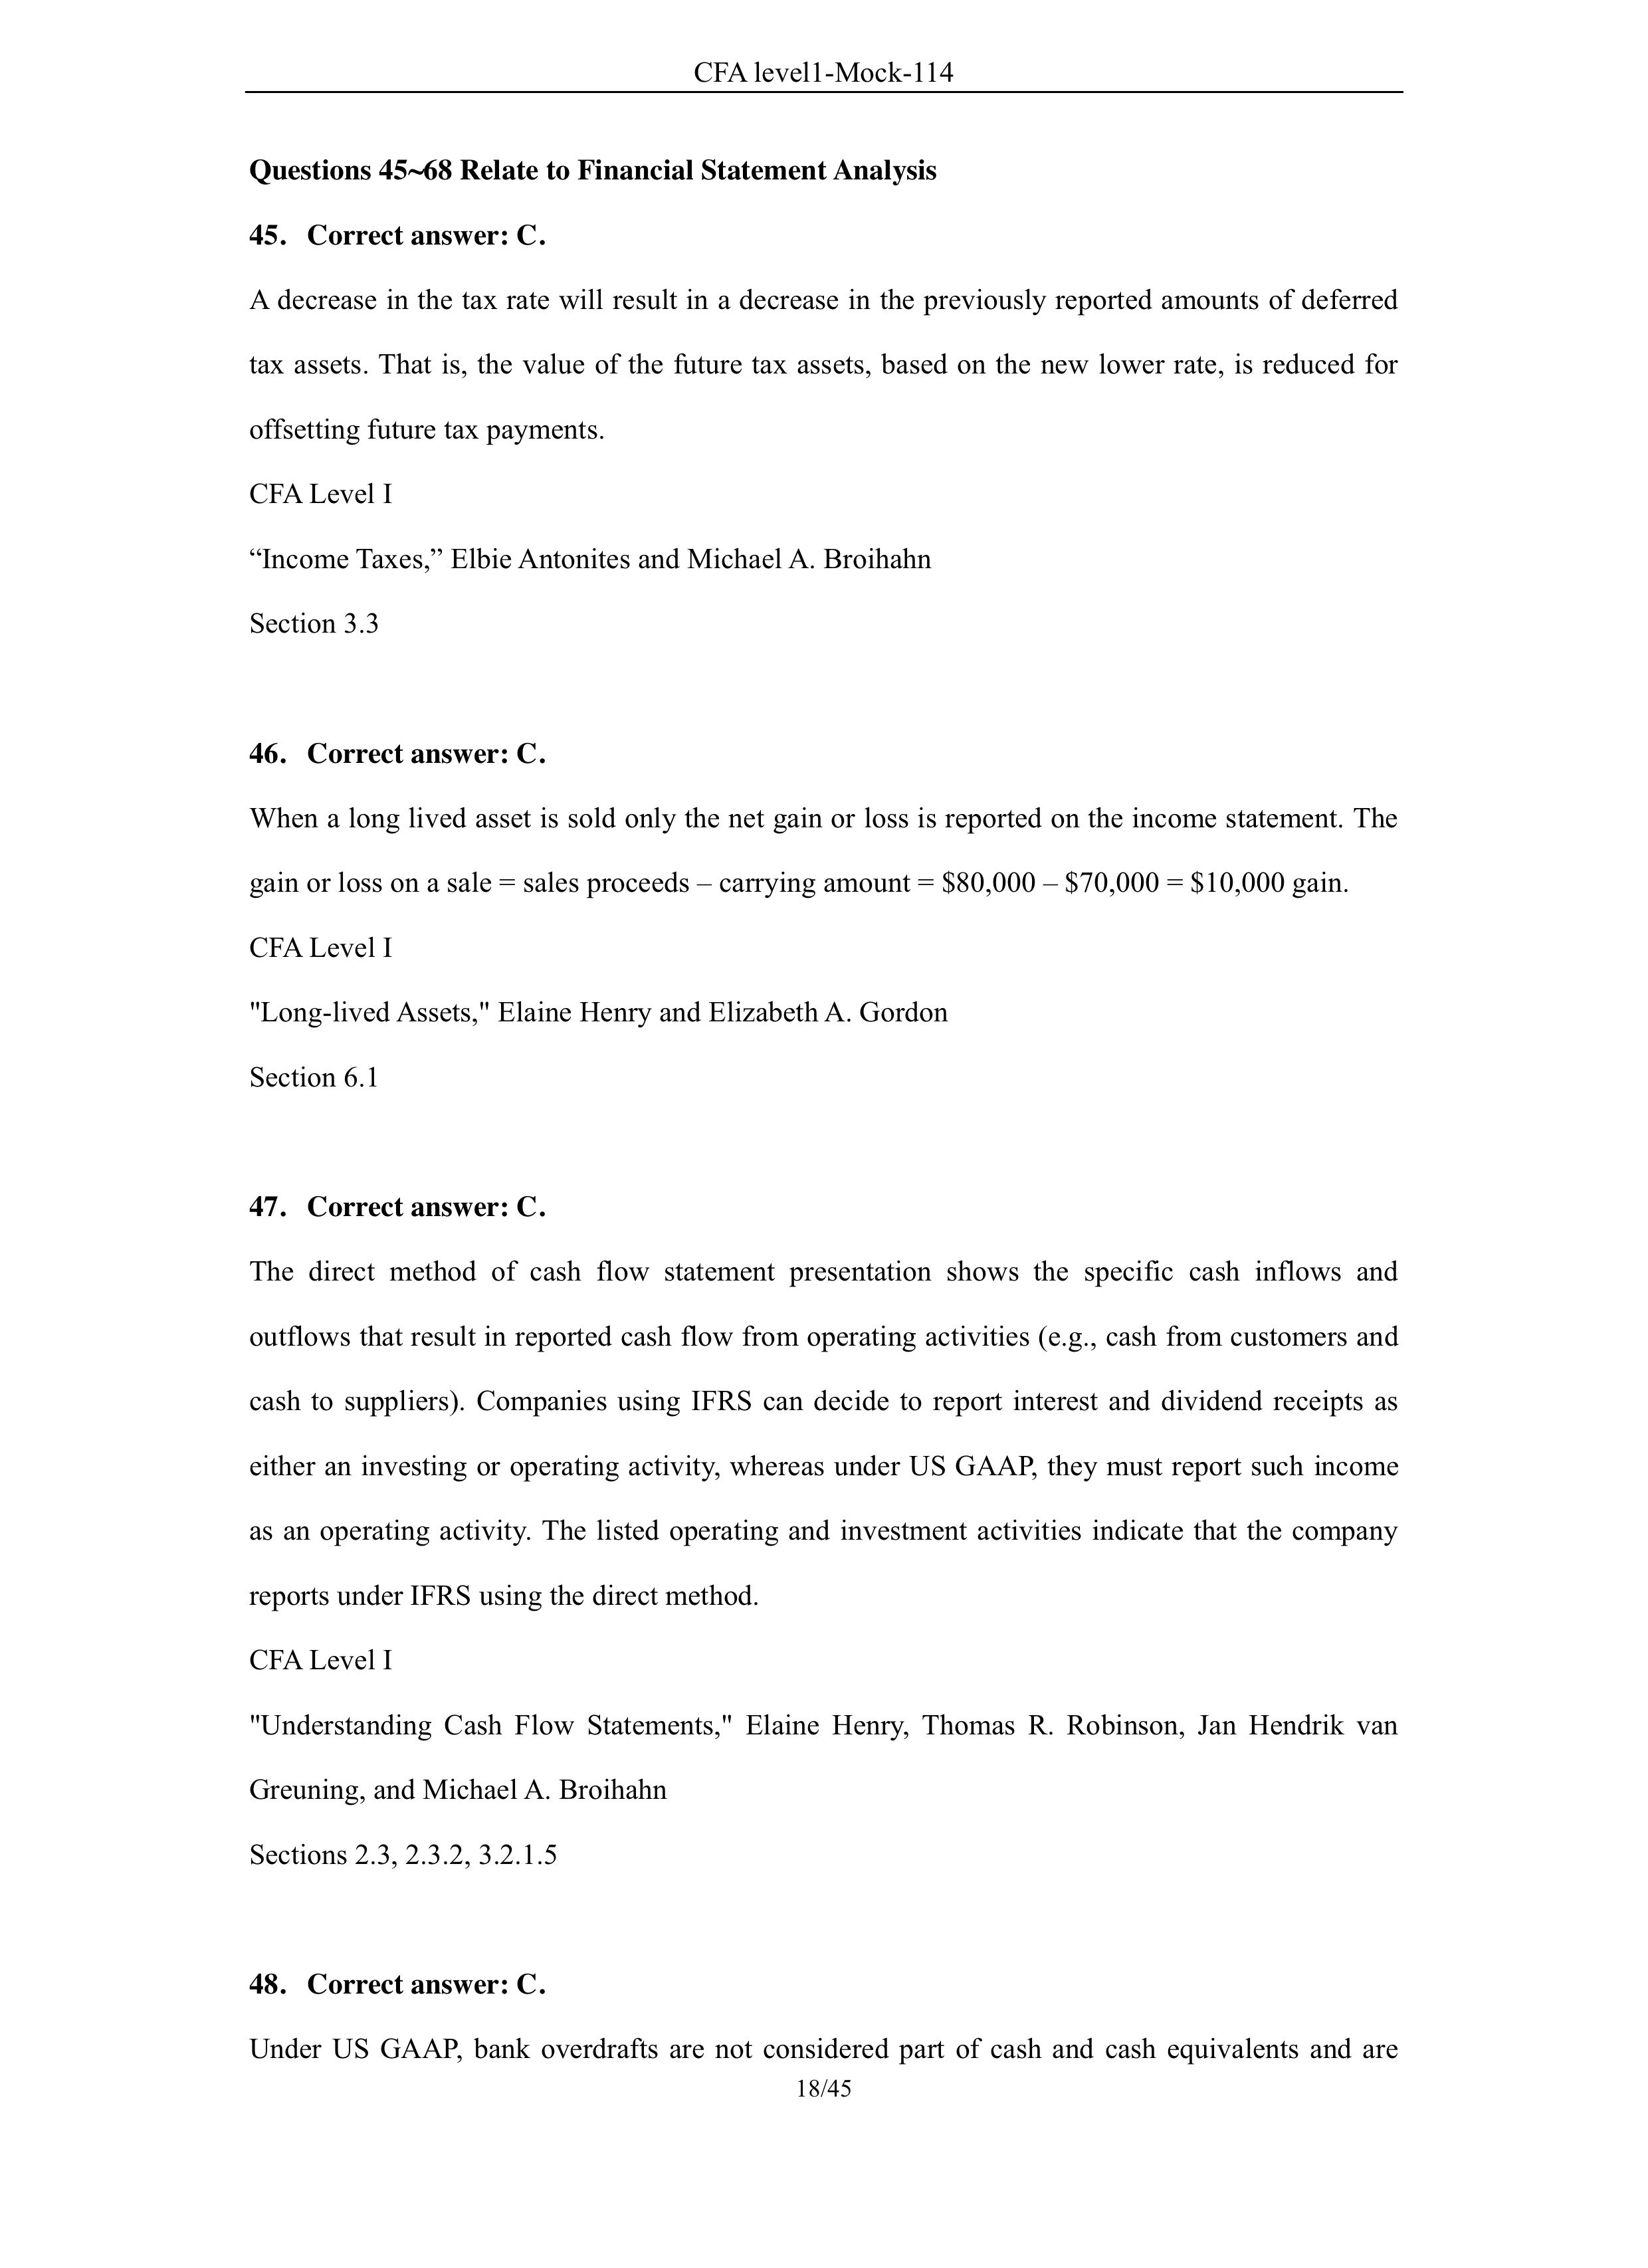 CFA level1-Mock-114
Questions 45~68 Relate to Financial Statement Analysis
45. Correct answer: C.
A decrease in the tax rate will result in a decrease in the previously reported amounts of deferred
tax assets. That is, the value of the future tax assets, based on the new lower rate, is reduced for
offsetting future tax payments.
CFA Level I
“Income Taxes,” Elbie Antonites and Michael A. Broihahn
Section 3.3
46. Correct answer: C.
When a long lived asset is sold only the net gain or loss is reported on the income statement. The
gain or loss on a sale = sales proceeds – carrying amount = $80,000 – $70,000 = $10,000 gain.
CFA Level I
"Long-lived Assets," Elaine Henry and Elizabeth A. Gordon
Section 6.1
47. Correct answer: C.
The direct method of cash flow statement presentation shows the specific cash inflows and
outflows that result in reported cash flow from operating activities (e.g., cash from customers and
cash to suppliers). Companies using IFRS can decide to report interest and dividend receipts as
either an investing or operating activity, whereas under US GAAP, they must report such income
as an operating activity. The listed operating and investment activities indicate that the company
reports under IFRS using the direct method.
CFA Level I
"Understanding Cash Flow Statements," Elaine Henry, Thomas R. Robinson, Jan Hendrik van
Greuning, and Michael A. Broihahn
Sections 2.3, 2.3.2, 3.2.1.5
48. Correct answer: C.
Under US GAAP, bank overdrafts are not considered part of cash and cash equivalents and are
18/45